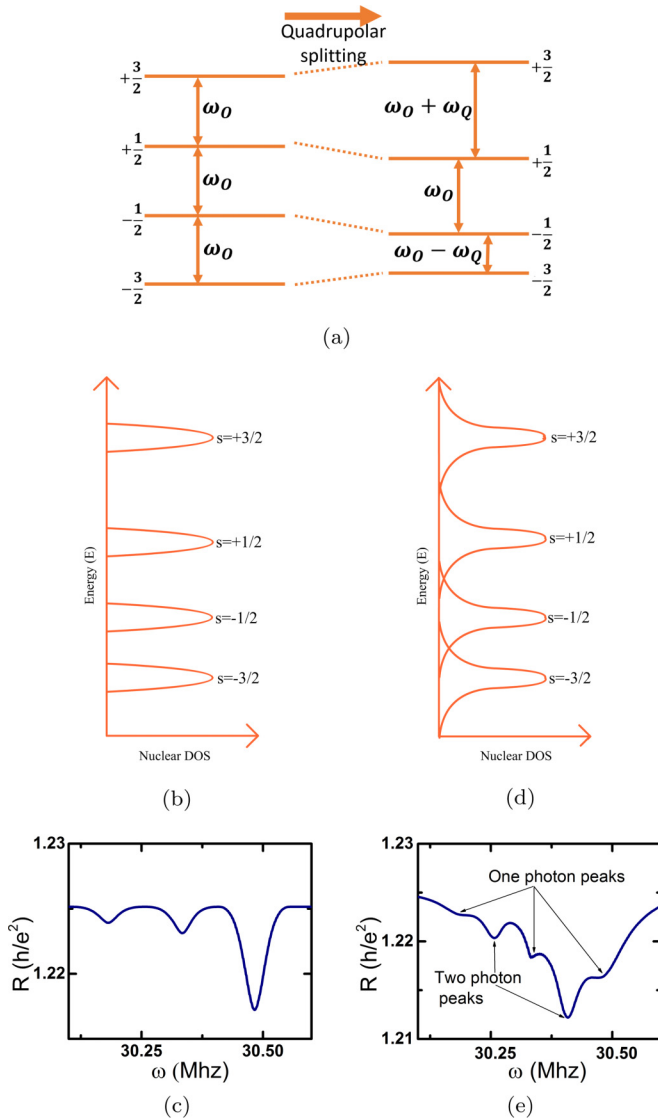 Quadrupolar
splitting
+3/2
+3/2
ω_O
ω_O + ω_Q
+1/2
+1/2
ω_O
ω_O
-1/2
-1/2
ω_O
ω_O − ω_Q
-3/2
-3/2
(a)
s=+3/2
s=+1/2
s=-1/2
s=-3/2
Energy (E)
Nuclear DOS
(b)
s=+3/2
s=+1/2
s=-1/2
s=-3/2
Energy (E)
Nuclear DOS
(d)
1.23
1.22
R (h/e²)
30.25 30.50
ω (Mhz)
(c)
1.23
1.22
1.21
R (h/e²)
One photon peaks
Two photon
peaks
30.25 30.50
ω (Mhz)
(e)